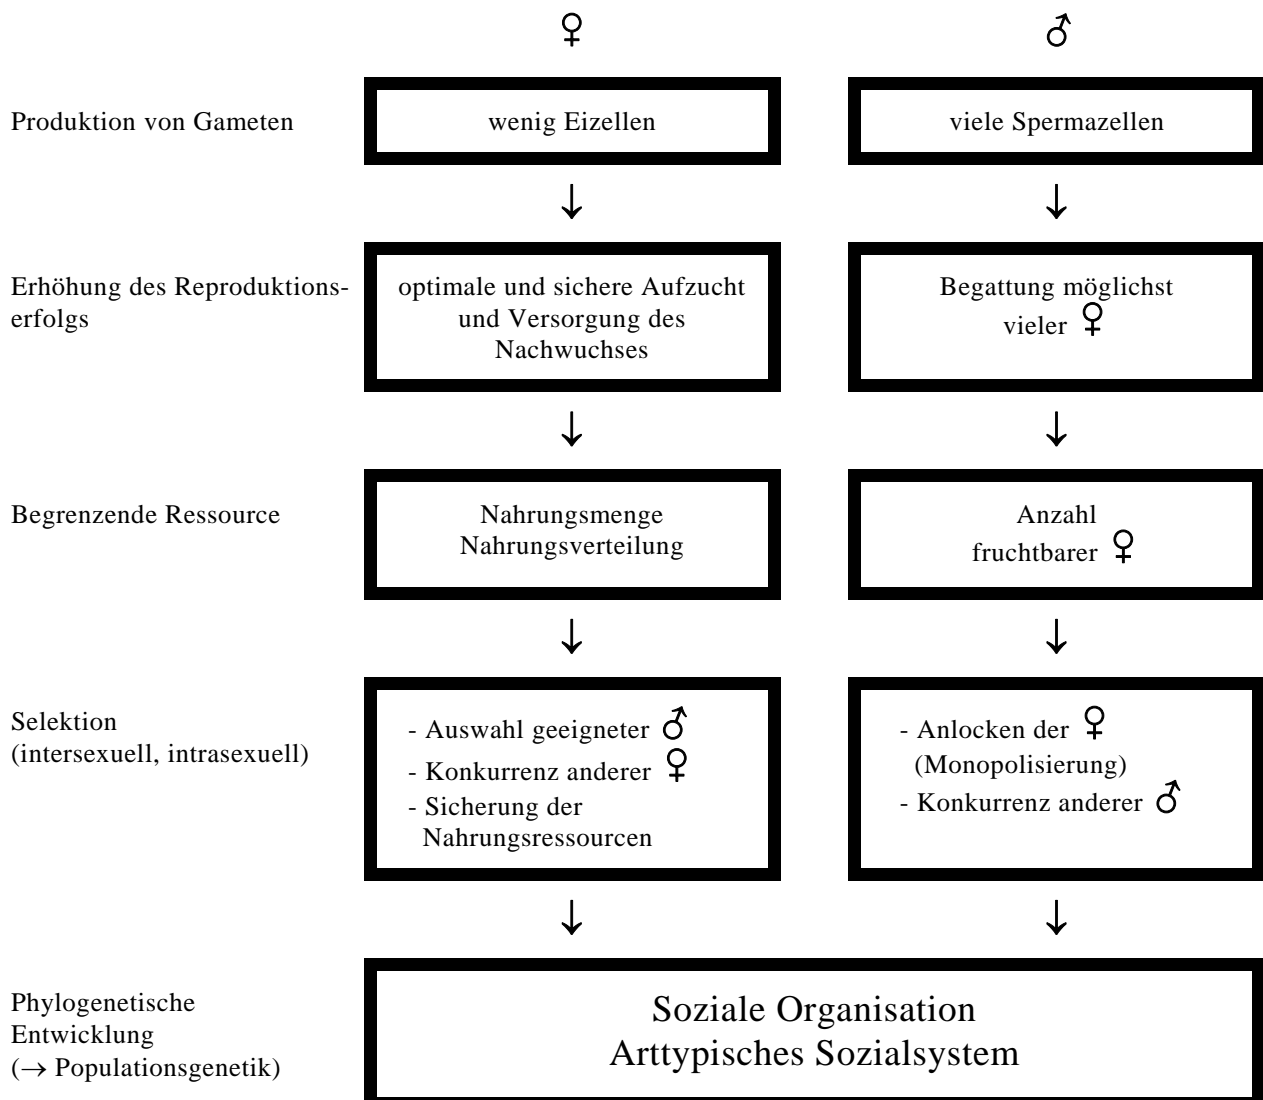 ♀ ♂
Produktion von Gameten
wenig Eizellen
viele Spermazellen
↓ ↓
Erhöhung des Reproduktions-
erfolgs
optimale und sichere Aufzucht
und Versorgung des
Nachwuchses
Begattung möglichst
vieler ♀
↓ ↓
Begrenzende Ressource
Nahrungsmenge
Nahrungsverteilung
Anzahl
fruchtbarer ♀
↓ ↓
Selektion
(intersexuell, intrasexuell)
- Auswahl geeigneter ♂
- Konkurrenz anderer ♀
- Sicherung der
Nahrungsressourcen
- Anlocken der ♀
(Monopolisierung)
- Konkurrenz anderer ♂
↓ ↓
Phylogenetische
Entwicklung
(→ Populationsgenetik)
Soziale Organisation
Arttypisches Sozialsystem